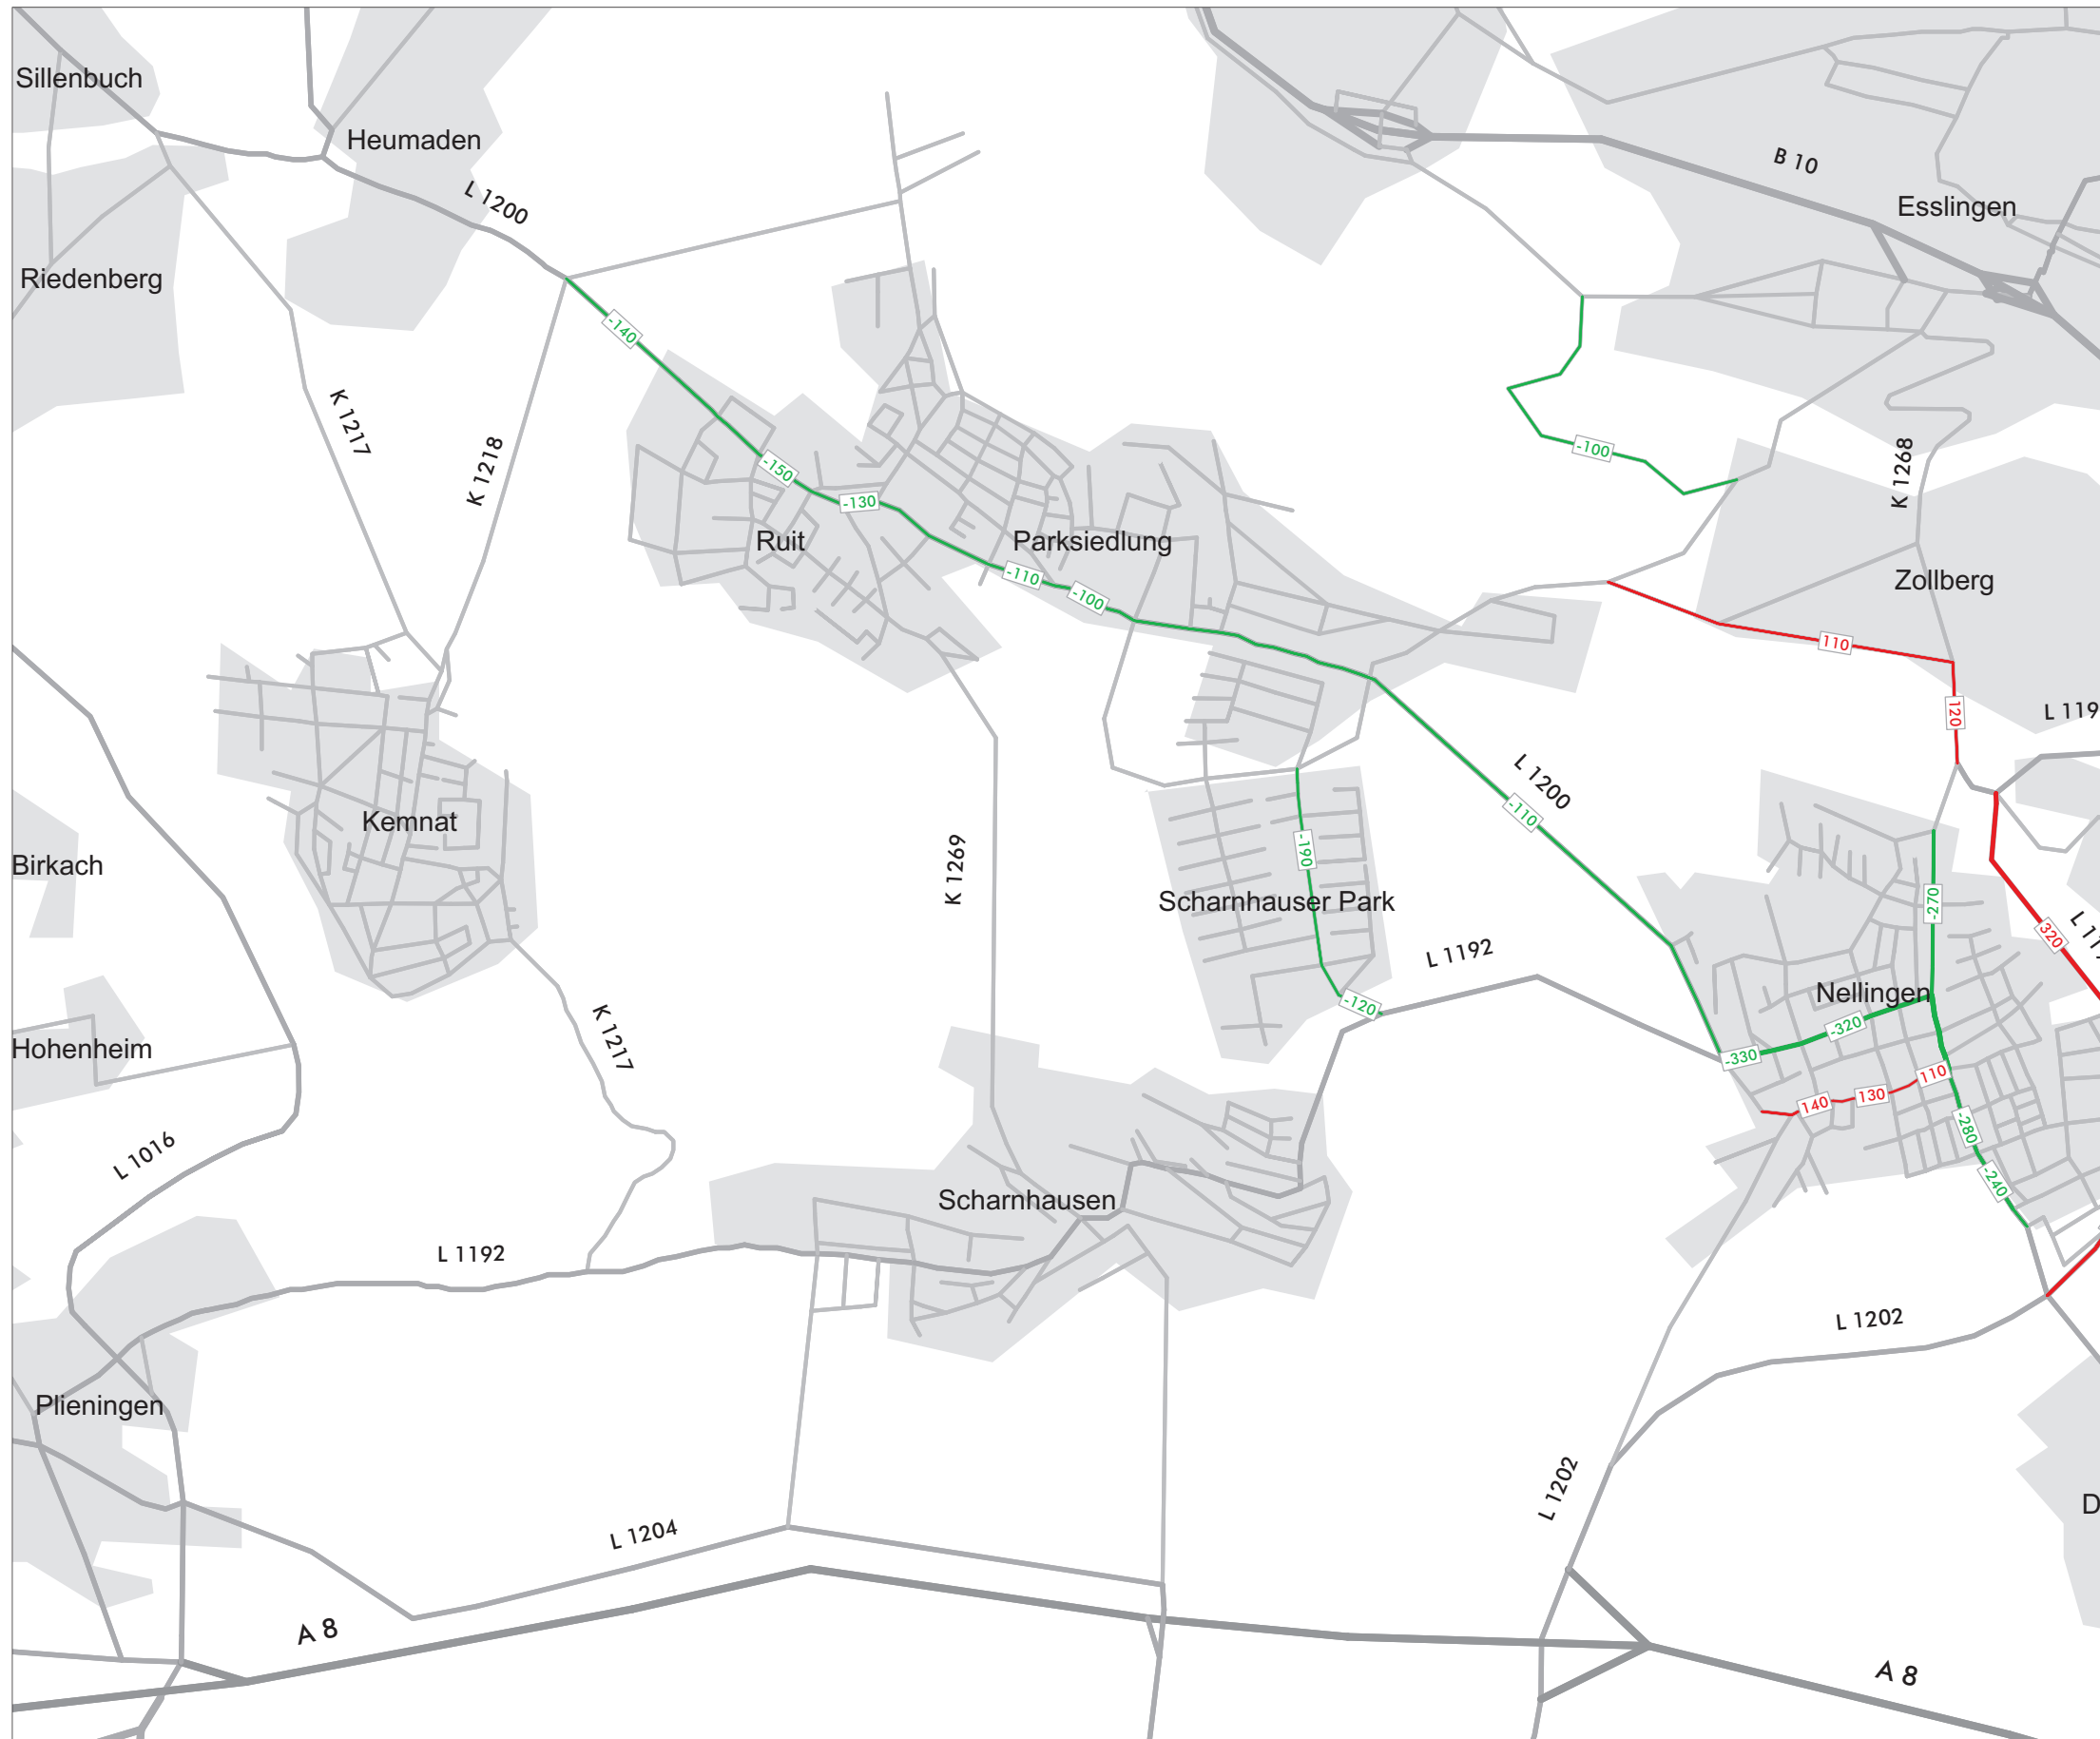 Sillenbuch
Heumaden
L 1200
B 10
Esslingen
Riedenberg
-140
K 1217
K 1218
-150
-130
-100
K 1268
Ruit
Parksiedlung
-110
-100
Zollberg
110
120
L 119
L 1200
-110
Kemnat
Birkach
K 1269
-190
Scharnhauser Park
-270
320
L 11
L 1192
-120
Nellingen
-320
-330
Hohenheim
K 1217
110
130
140
-280
-240
L 1016
Scharnhausen
L 1192
L 1202
Plieningen
L 1202
D
L 1204
A 8
A 8